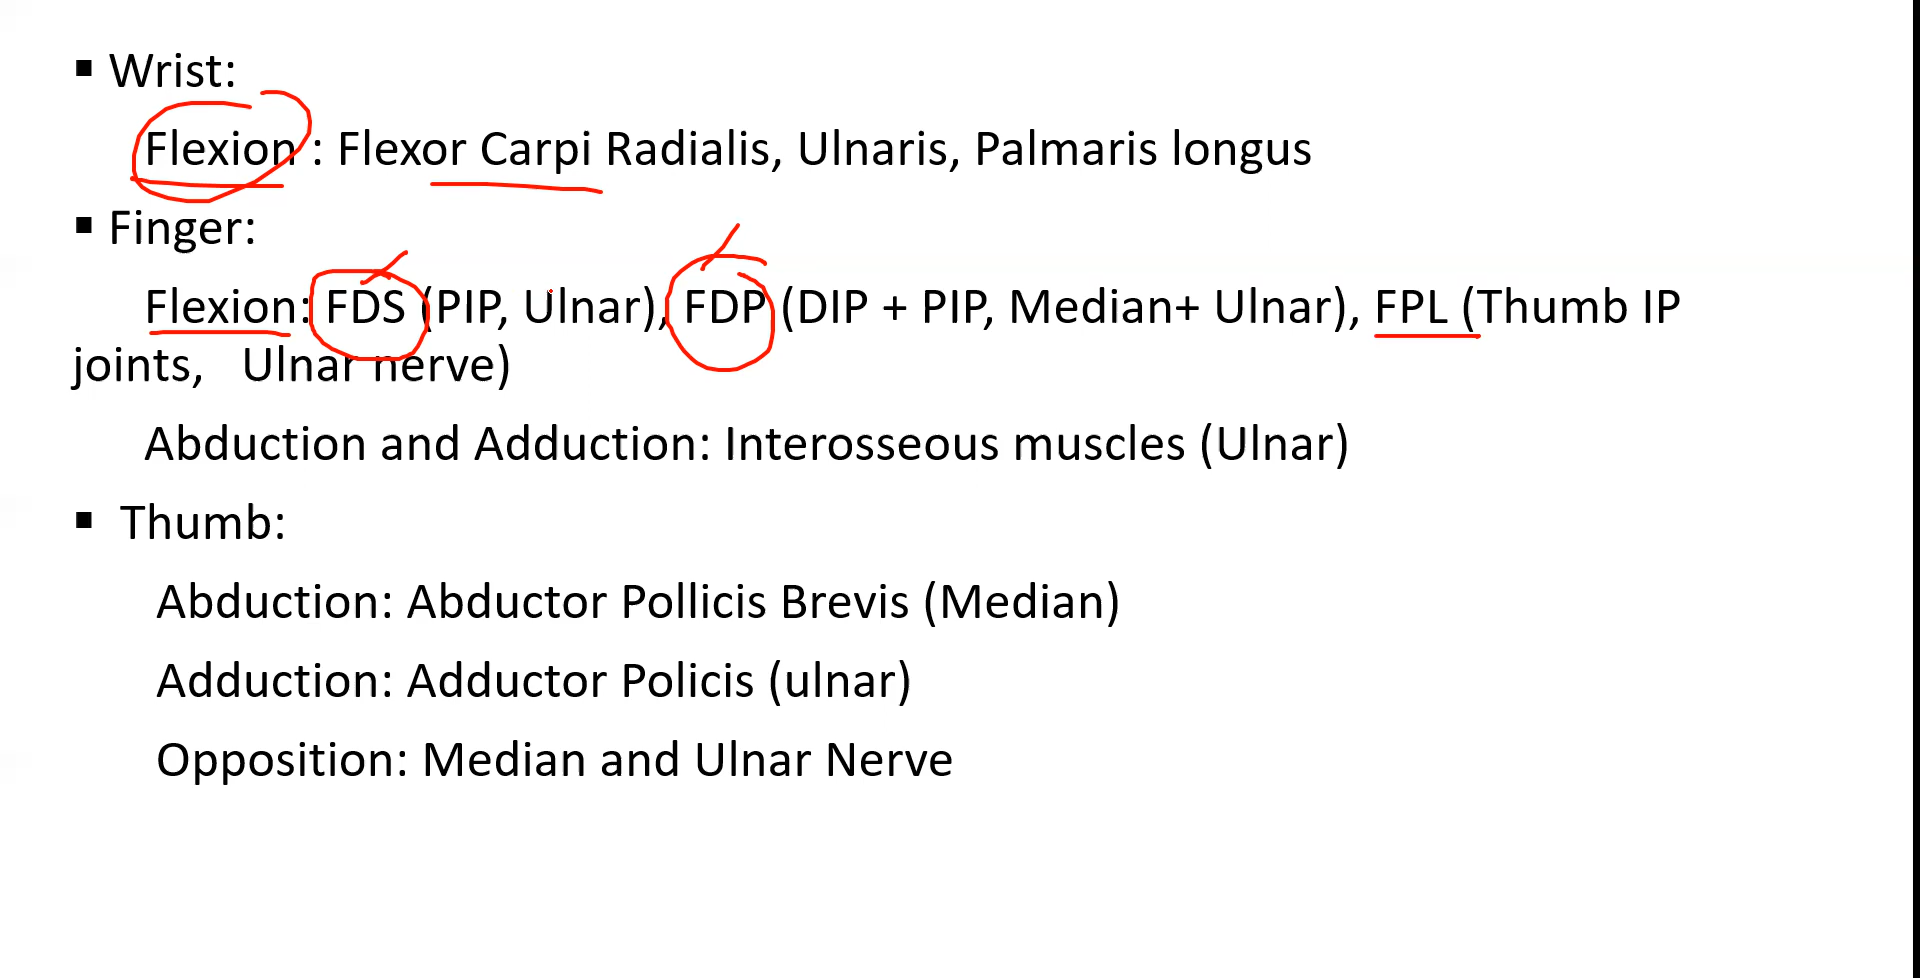 ▪ Wrist:
Flexion : Flexor Carpi Radialis, Ulnaris, Palmaris longus
▪ Finger:
Flexion: FDS (PIP, Ulnar), FDP (DIP + PIP, Median+ Ulnar), FPL (Thumb IP
joints, Ulnar nerve)
Abduction and Adduction: Interosseous muscles (Ulnar)
▪ Thumb:
Abduction: Abductor Pollicis Brevis (Median)
Adduction: Adductor Policis (ulnar)
Opposition: Median and Ulnar Nerve